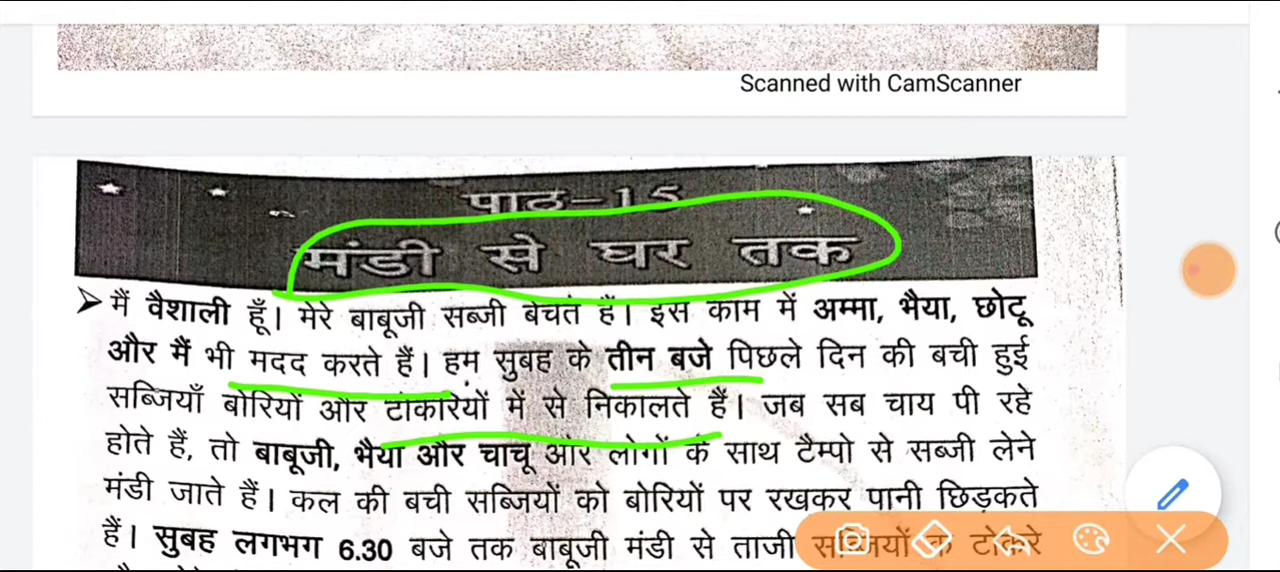 Scanned with CamScanner
पाठ-15
मंडी से घर तक
➤ मैं वैशाली हूँ। मेरे बाबूजी सब्जी बेचते हैं। इस काम में अम्मा, भैया, छोटू
और मैं भी मदद करते हैं। हम सुबह के तीन बजे पिछले दिन की बची हुई
सब्जियाँ बोरियों और टोकरियों में से निकालते हैं। जब सब चाय पी रहे
होते हैं, तो बाबूजी, भैया और चाचू और लोगों के साथ टैम्पो से सब्जी लेने
मंडी जाते हैं। कल की बची सब्जियों को बोरियों पर रखकर पानी छिड़कते
हैं। सुबह लगभग 6.30 बजे तक बाबूजी मंडी से ताजी सब्जियों के टोकरे